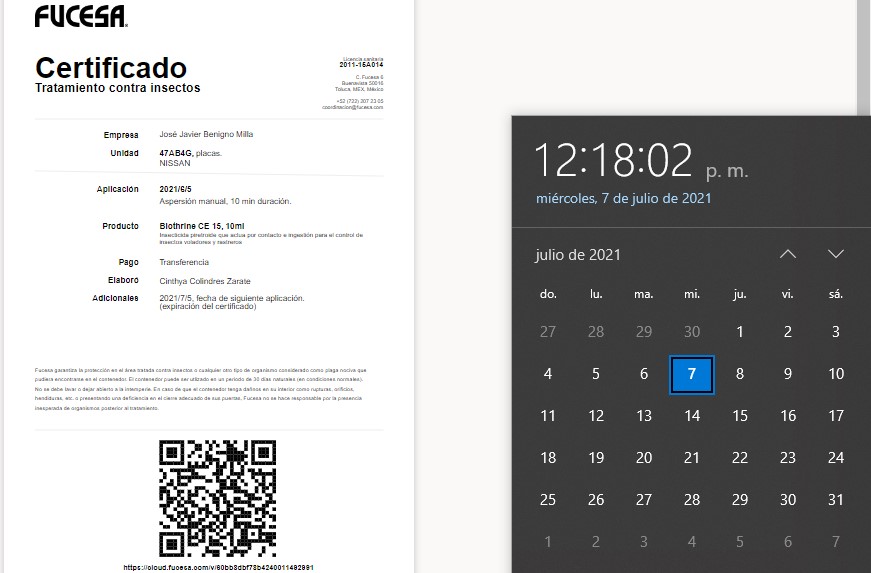 FUCESA
Certificado
Tratamiento contra insectos
Licencia sanitaria
2011-15A014
C. Fucesa 5
Buenavista 50016
Toluca, MEX, México
+52 (722) 207 23 05
coordinacion@fucesa.com
Empresa José Javier Benigno Milla
Unidad 47AB4G, placas.
NISSAN
Aplicación 2021/6/5
Aspersión manual, 10 min duración.
Producto Biothrine CE 15, 10ml
Insecticida piretroide que actua por contacto e ingestión para el control de
insectos voladores y rastreros
Pago Transferencia
Elaboró Cinthya Colindres Zarate
Adicionales 2021/7/5, fecha de siguiente aplicación.
(expiración del certificado)
Fucesa garantiza la protección en el área tratada contra insectos o cualquier otro tipo de organismo considerado como plaga nociva que
pudiera encontrarse en el contenedor. El contenedor puede ser utilizado en un periodo de 30 días naturales (en condiciones normales).
No se debe lavar o dejar abierto a la intemperie. En caso de que el contenedor tenga dañinos en su interior como rupturas, orificios,
hendiduras, etc. o presentando una deficiencia en el cierre adecuado de sus puertas, Fucesa no se hace responsable por la presencia
inesperada de organismos posterior al tratamiento.
12:18:02 p. m.
miércoles, 7 de julio de 2021
julio de 2021
do. lu. ma. mi. ju. vi. sá.
27 28 29 30 1 2 3
4 5 6 7 8 9 10
11 12 13 14 15 16 17
18 19 20 21 22 23 24
25 26 27 28 29 30 31
1 2 3 4 5 6 7